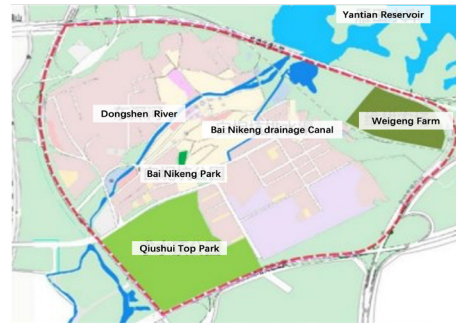 Yantian Reservoir
Dongshen River
Weigeng Farm
Bai Nikeng drainage Canal
Bai Nikeng Park
Qiushui Top Park